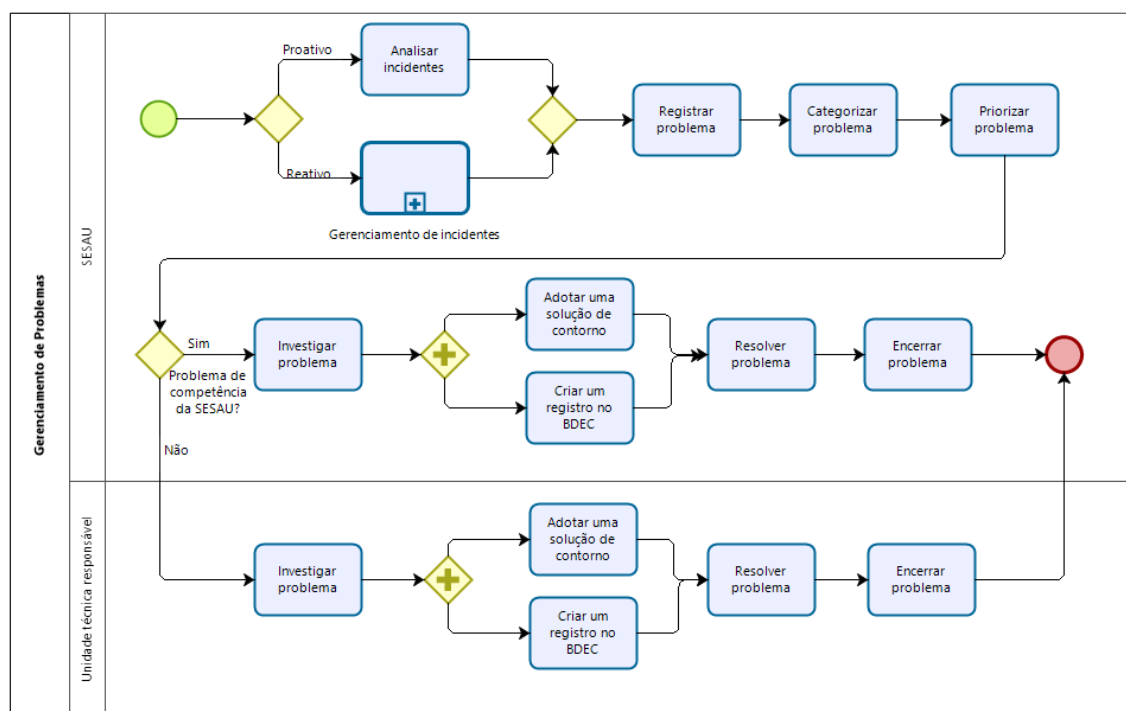 Gerenciamento de Problemas
SESAU
Proativo
Analisar
incidentes
Reativo
Gerenciamento de incidentes
Registrar
problema
Categorizar
problema
Priorizar
problema
Sim
Problema de
competência
da SESAU?
Não
Investigar
problema
Adotar uma
solução de
contorno
Criar um
registro no
BDEC
Resolver
problema
Encerrar
problema
Unidade técnica responsável
Investigar
problema
Adotar uma
solução de
contorno
Criar um
registro no
BDEC
Resolver
problema
Encerrar
problema